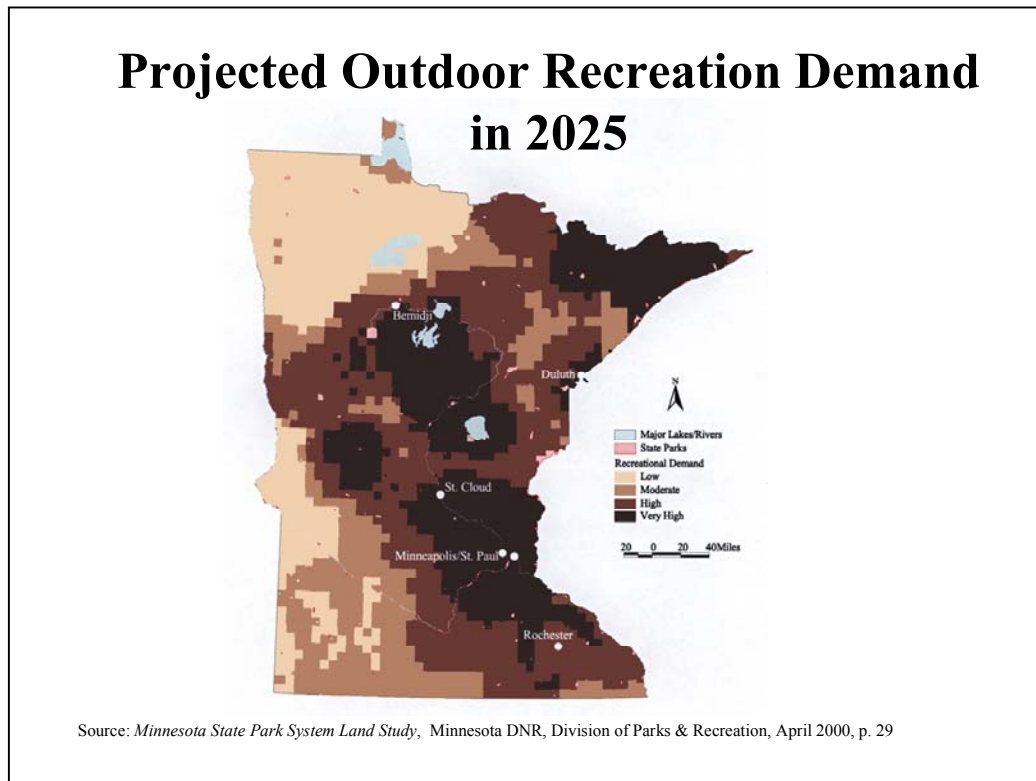 Projected Outdoor Recreation Demand
in 2025
Bemidji
Duluth
N
Major Lakes/Rivers
State Parks
Recreational Demand
Low
Moderate
High
Very High
St. Cloud
20 0 20 40Miles
Minneapolis/St. Paul
Rochester
Source: Minnesota State Park System Land Study, Minnesota DNR, Division of Parks & Recreation, April 2000, p. 29